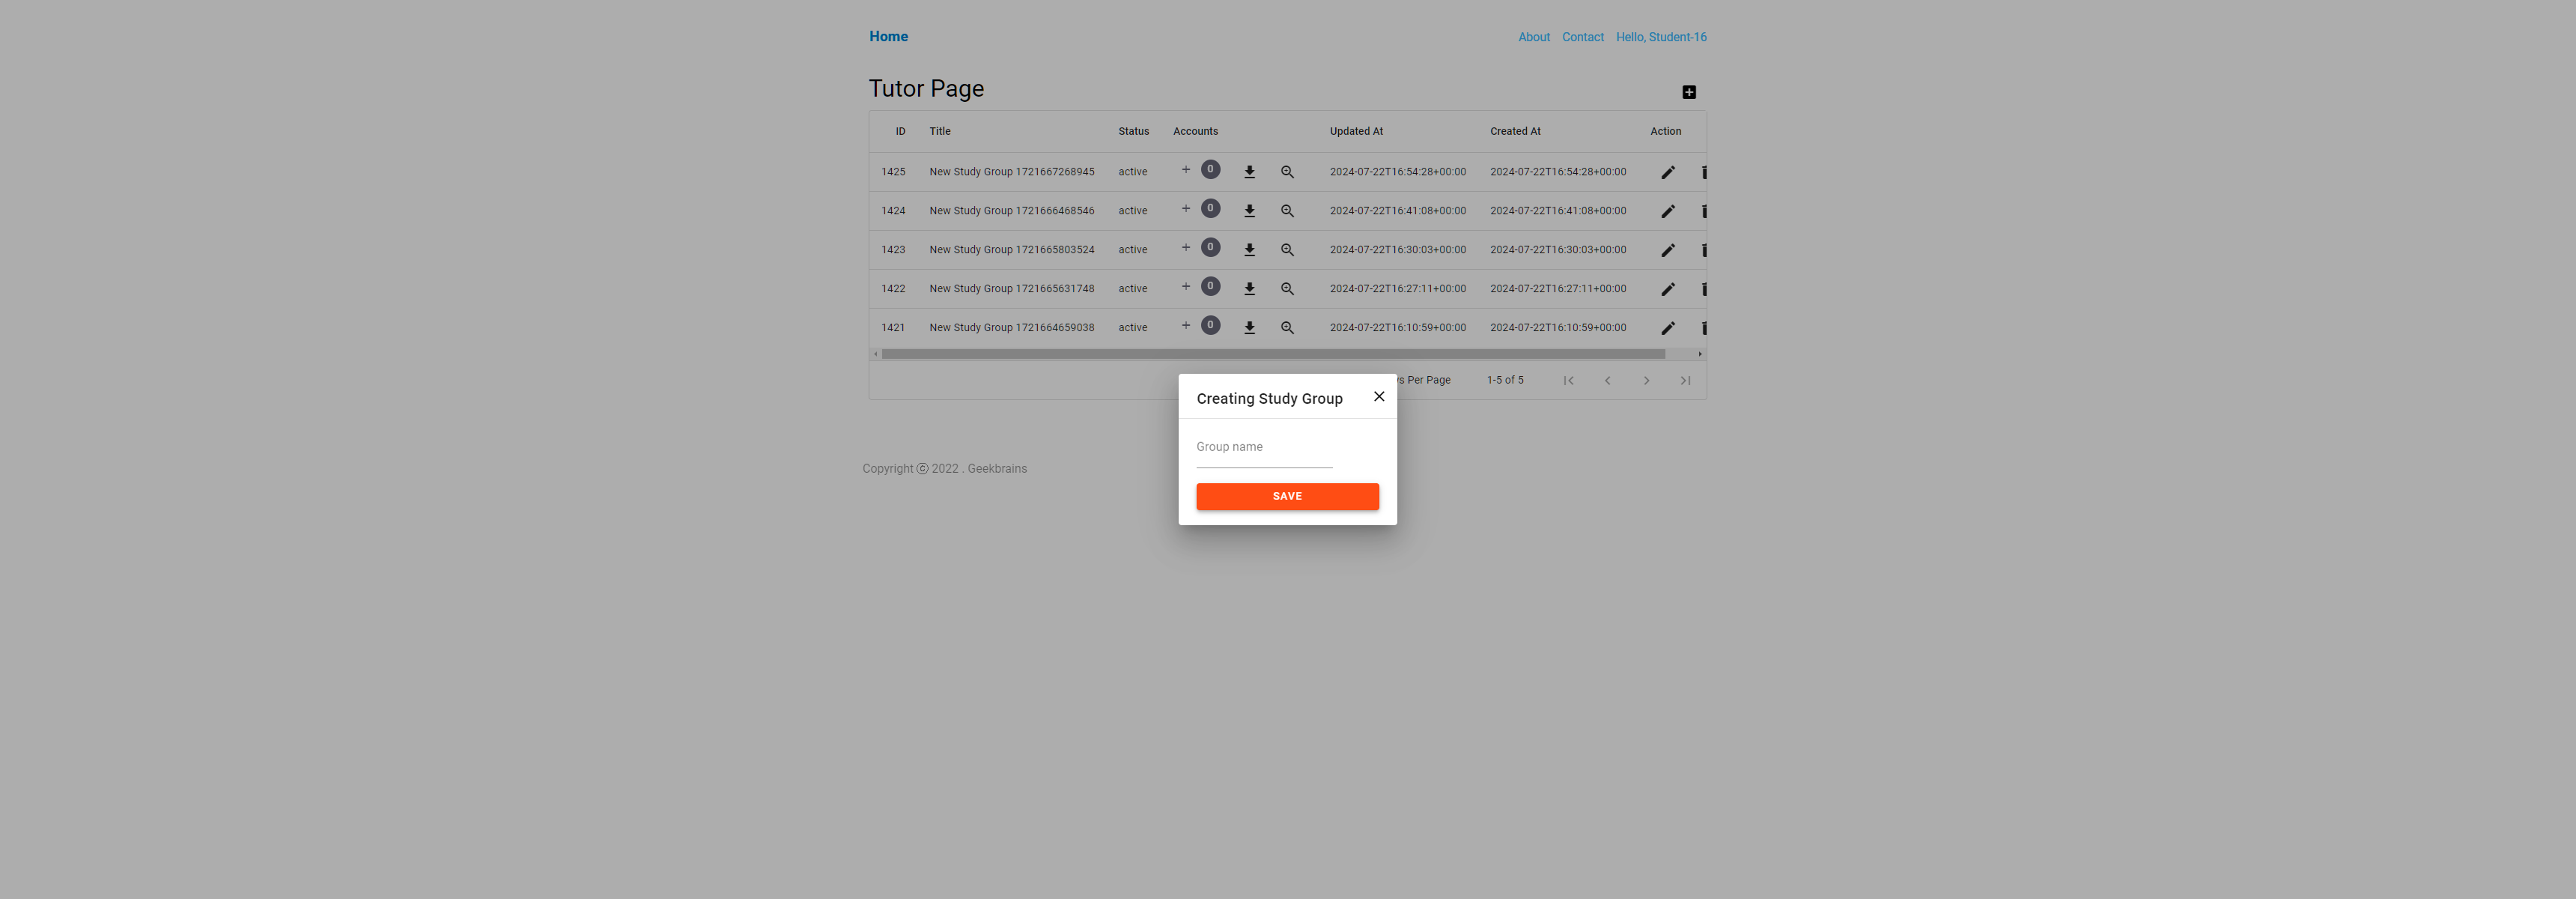 Home About Contact Hello, Student-16
Tutor Page
ID Title Status Accounts Updated At Created At Action
1425 New Study Group 1721667268945 active + 0 2024-07-22T16:54:28+00:00 2024-07-22T16:54:28+00:00
1424 New Study Group 1721666468546 active + 0 2024-07-22T16:41:08+00:00 2024-07-22T16:41:08+00:00
1423 New Study Group 1721665803524 active + 0 2024-07-22T16:30:03+00:00 2024-07-22T16:30:03+00:00
1422 New Study Group 1721665631748 active + 0 2024-07-22T16:27:11+00:00 2024-07-22T16:27:11+00:00
1421 New Study Group 1721664659038 active + 0 2024-07-22T16:10:59+00:00 2024-07-22T16:10:59+00:00
Per Page 1-5 of 5
Creating Study Group
Group name
SAVE
Copyright © 2022 . Geekbrains